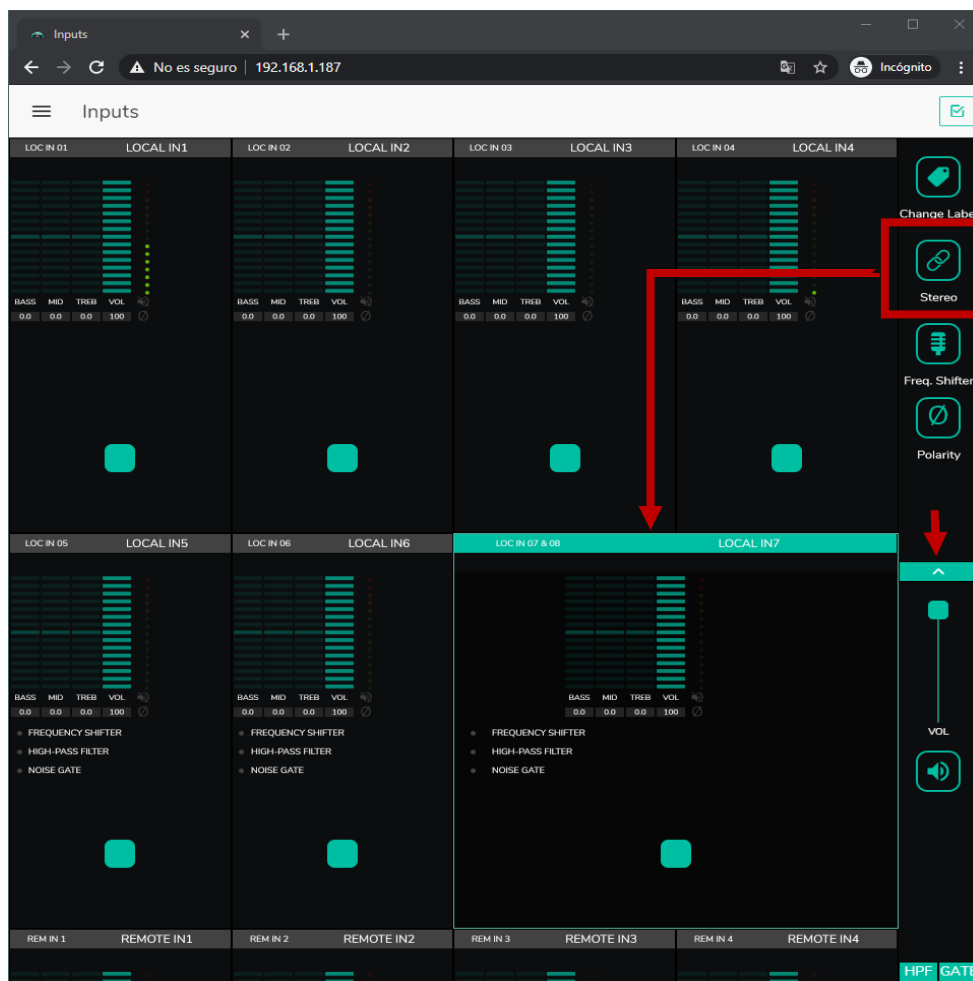 Inputs
No es seguro | 192.168.1.187
Incógnito
Inputs
LOC IN 01 LOCAL IN1 LOC IN 02 LOCAL IN2 LOC IN 03 LOCAL IN3 LOC IN 04 LOCAL IN4
Change Labe
Stereo
BASS MID TREB VOL BASS MID TREB VOL BASS MID TREB VOL BASS MID TREB VOL
0.0 0.0 0.0 100 0.0 0.0 0.0 100 0.0 0.0 0.0 100 0.0 0.0 0.0 100
Freq. Shifter
Polarity
LOC IN 05 LOCAL IN5 LOC IN 06 LOCAL IN6 LOC IN 07 & 08 LOCAL IN7
BASS MID TREB VOL BASS MID TREB VOL BASS MID TREB VOL
0.0 0.0 0.0 100 0.0 0.0 0.0 100 0.0 0.0 0.0 100
FREQUENCY SHIFTER FREQUENCY SHIFTER FREQUENCY SHIFTER
VOL
HIGH-PASS FILTER HIGH-PASS FILTER HIGH-PASS FILTER
NOISE GATE NOISE GATE NOISE GATE
REM IN 1 REMOTE IN1 REM IN 2 REMOTE IN2 REM IN 3 REMOTE IN3 REM IN 4 REMOTE IN4
HPF GATE